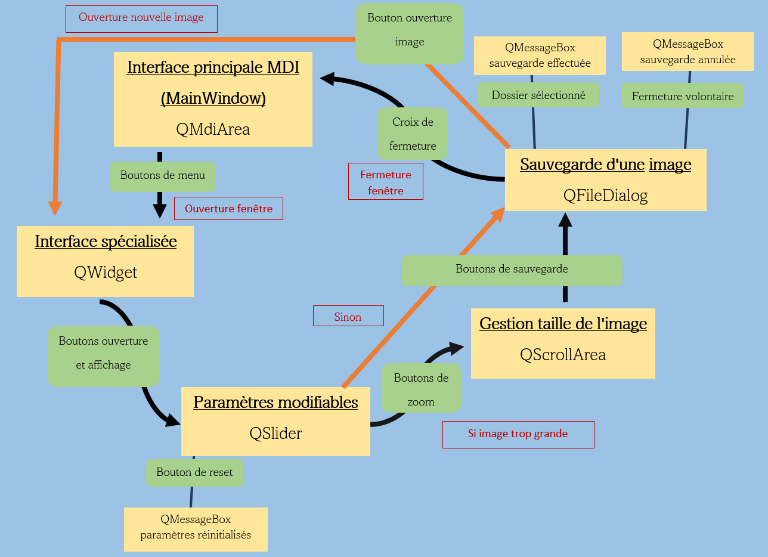 Ouverture nouvelle image
Bouton ouverture
image
QMessageBox
sauvegarde effectuée
QMessageBox
sauvegarde annulée
Interface principale MDI
(MainWindow)
QMdiArea
Dossier sélectionné
Fermeture volontaire
Croix de
fermeture
Boutons de menu
Fermeture
fenêtre
Sauvegarde d'une image
QFileDialog
Ouverture fenêtre
Interface spécialisée
QWidget
Boutons de sauvegarde
Sinon
Gestion taille de l'image
QScrollArea
Boutons ouverture
et affichage
Boutons de
zoom
Paramètres modifiables
QSlider
Si image trop grande
Bouton de reset
QMessageBox
paramètres réinitialisés